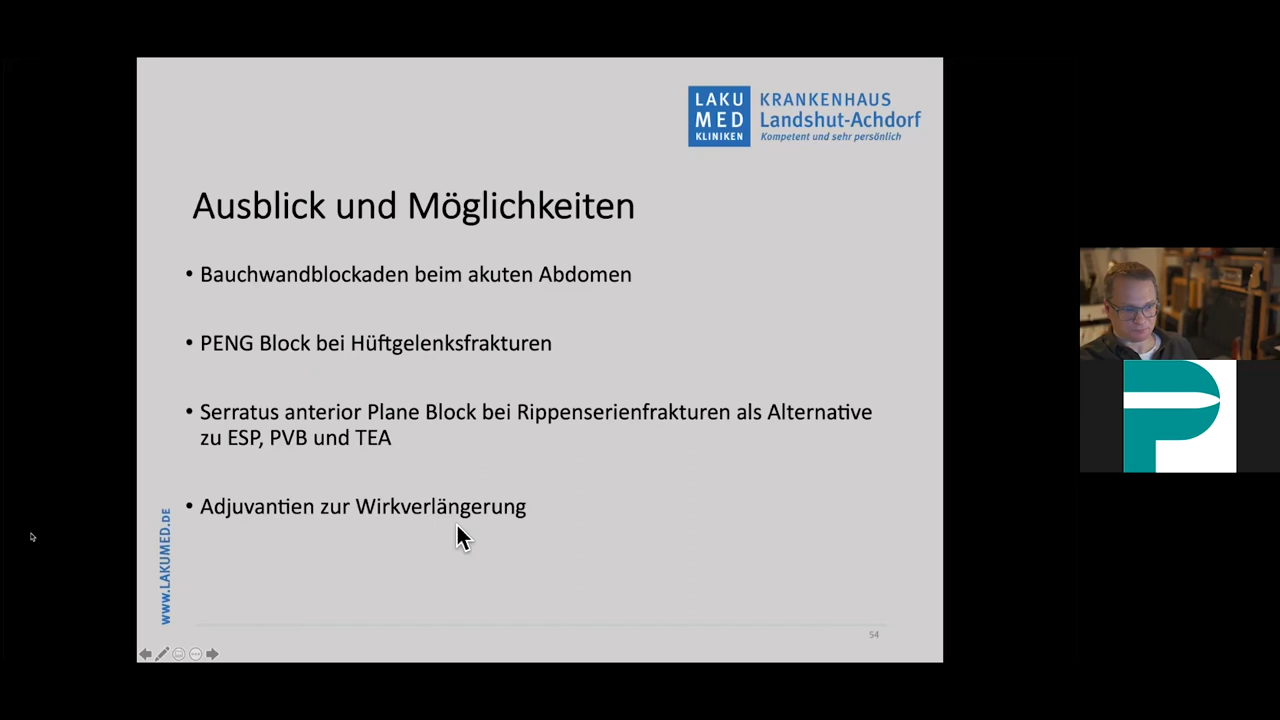 LAKU
MED
KLINIKEN
KRANKENHAUS
Landshut-Achdorf
Kompetent und sehr persönlich
Ausblick und Möglichkeiten
• Bauchwandblockaden beim akuten Abdomen
• PENG Block bei Hüftgelenksfrakturen
• Serratus anterior Plane Block bei Rippenserienfrakturen als Alternative
zu ESP, PVB und TEA
• Adjuvantien zur Wirkverlängerung
WWW.LAKUMED.DE
54
P